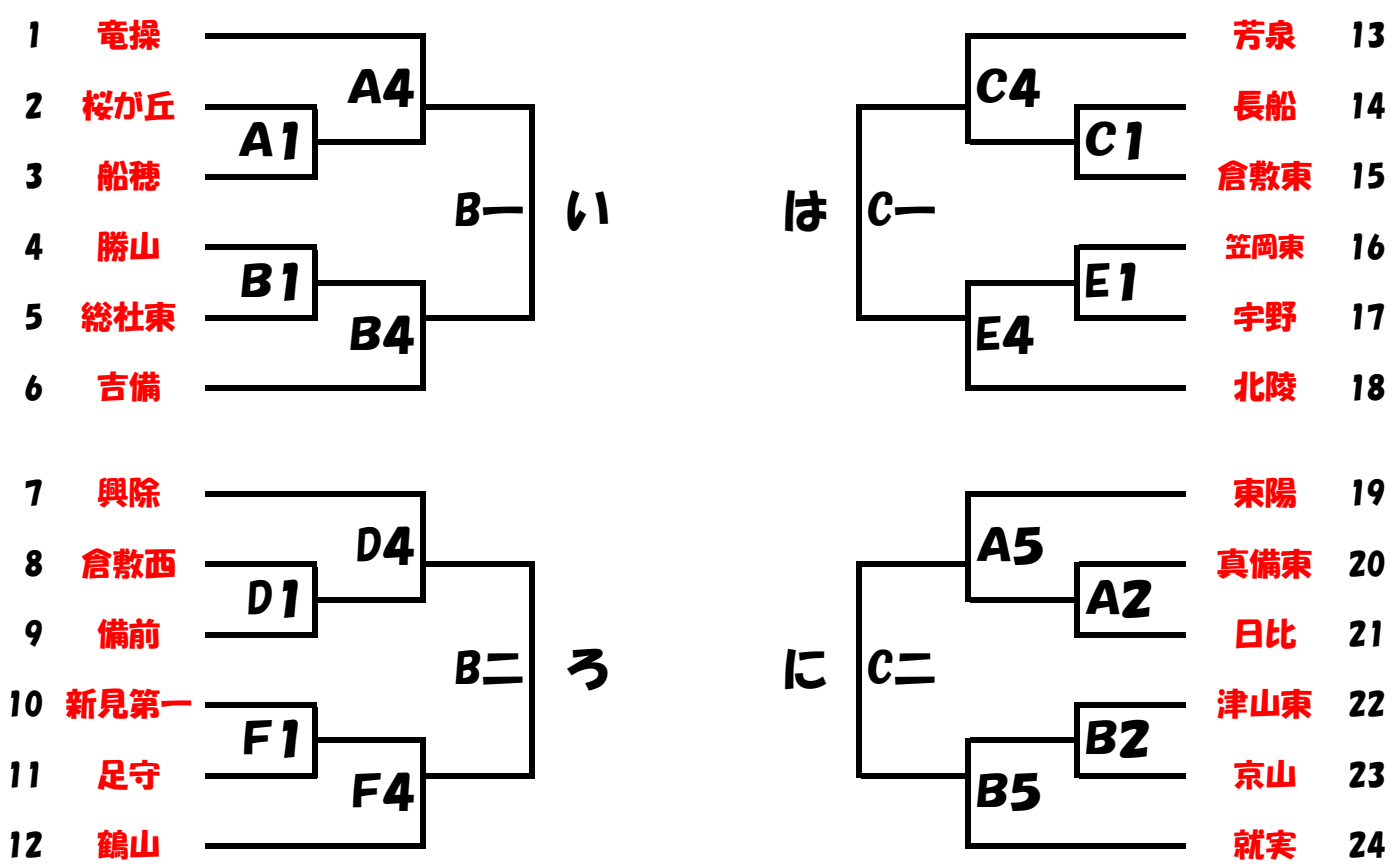 1 竜操
A4
2 桜が丘
A1
3 船穂
B一 い
4 勝山
B1
5 総社東
B4
6 吉備
7 興除
D4
8 倉敷西
D1
9 備前
B二 ろ
10 新見第一
F1
11 足守
F4
12 鶴山
芳泉 13
C4
長船 14
C1
倉敷東 15
は C一
笠岡東 16
E1
宇野 17
E4
北陵 18
東陽 19
A5
真備東 20
A2
日比 21
に C二
津山東 22
B2
京山 23
B5
就実 24